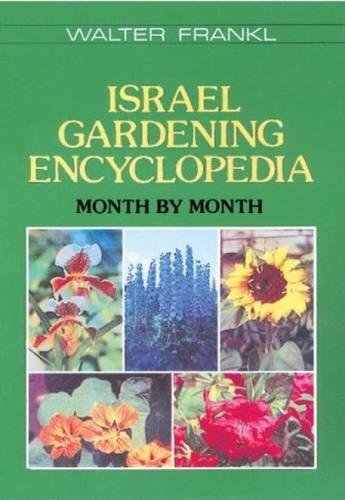 WALTER FRANKL
ISRAEL
GARDENING
ENCYCLOPEDIA
MONTH BY MONTH